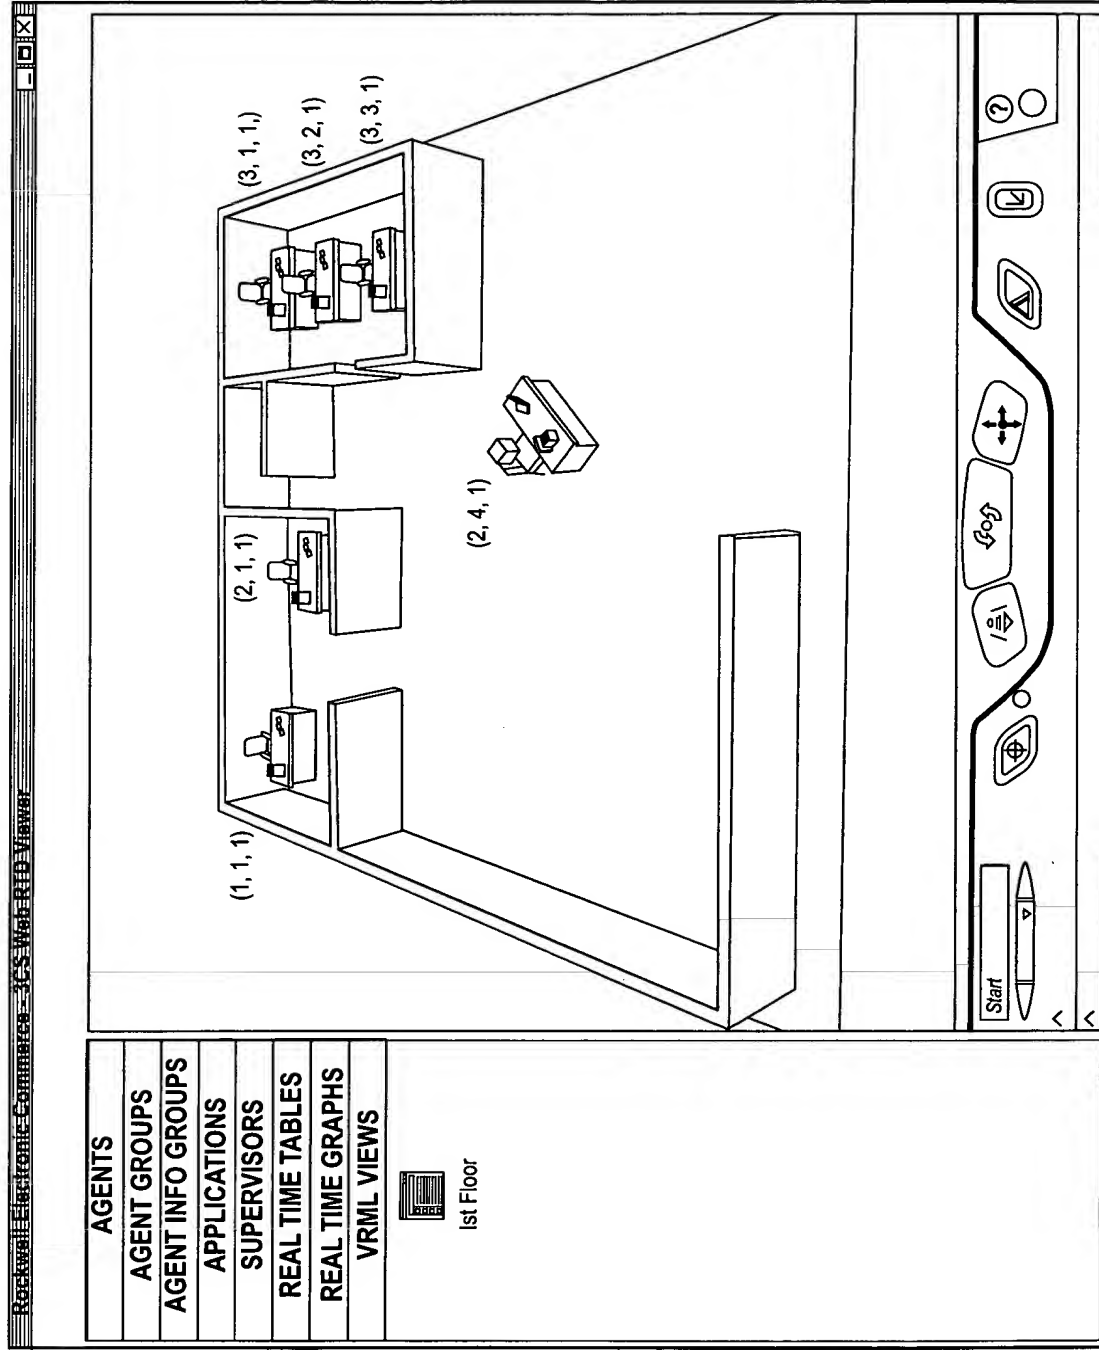 Rockwell Electronic Commerce - 3CS Web RTD Viewer
AGENTS
AGENT GROUPS
AGENT INFO GROUPS
APPLICATIONS
SUPERVISORS
REAL TIME TABLES
REAL TIME GRAPHS
VRML VIEWS
Ist Floor
(1, 1, 1)
(2, 1, 1)
(2, 4, 1)
(3, 1, 1,)
(3, 2, 1)
(3, 3, 1)
Start
?